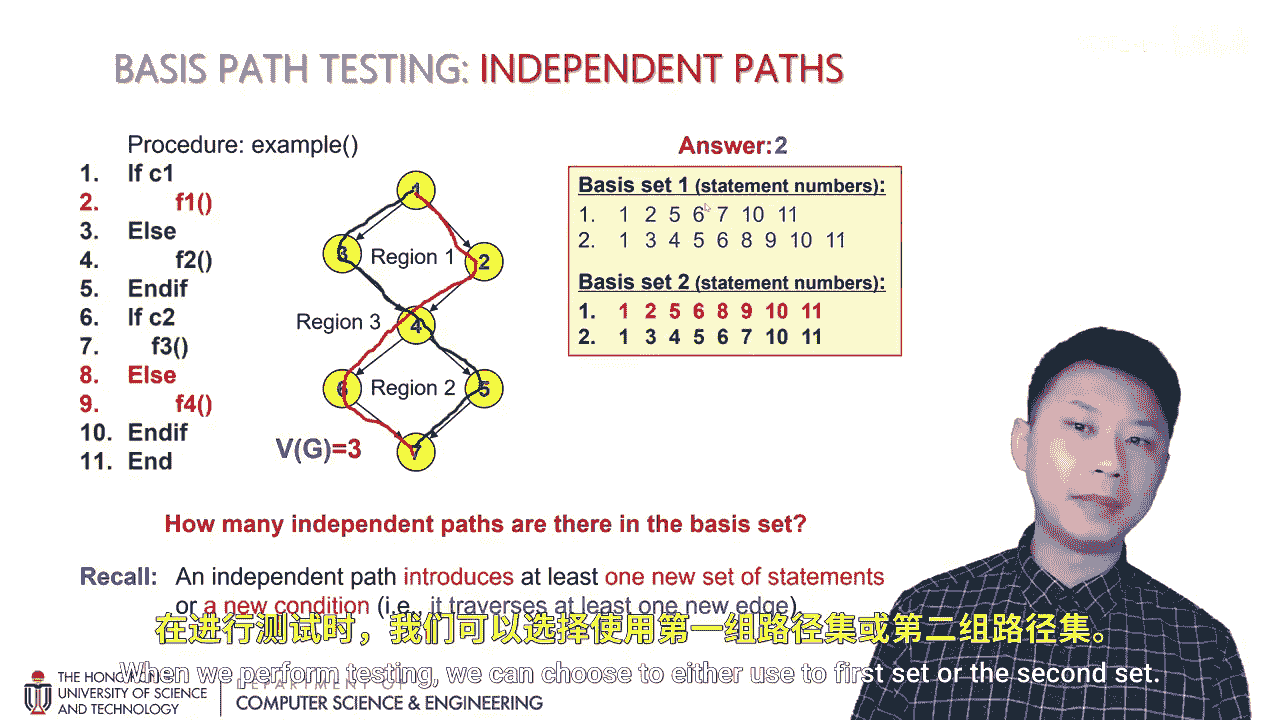 BASIS PATH TESTING: INDEPENDENT PATHS
Procedure: example()
1. If c1
2. f1()
3. Else
4. f2()
5. Endif
6. If c2
7. f3()
8. Else
9. f4()
10. Endif
11. End
1
3
Region 1
2
Region 3
4
6
Region 2
5
V(G)=3
7
Answer: 2
Basis set 1 (statement numbers):
1. 1 2 5 6 7 10 11
2. 1 3 4 5 6 8 9 10 11
Basis set 2 (statement numbers):
1. 1 2 5 6 8 9 10 11
2. 1 3 4 5 6 7 10 11
How many independent paths are there in the basis set?
Recall: An independent path introduces at least one new set of statements
or a new condition (i.e., it traverses at least one new edge)
在进行测试时，我们可以选择使用第一组路径集或第二组路径集。
When we perform testing, we can choose to either use to first set or the second set.
THE HONG KONG
UNIVERSITY OF SCIENCE
AND TECHNOLOGY
DEPARTMENT OF
COMPUTER SCIENCE & ENGINEERING